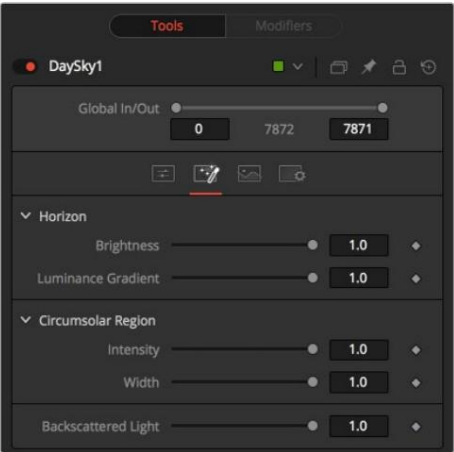 Tools Modifiers
DaySky1
Global In/Out
0 7872 7871
Horizon
Brightness 1.0
Luminance Gradient 1.0
Circumsolar Region
Intensity 1.0
Width 1.0
Backscattered Light 1.0